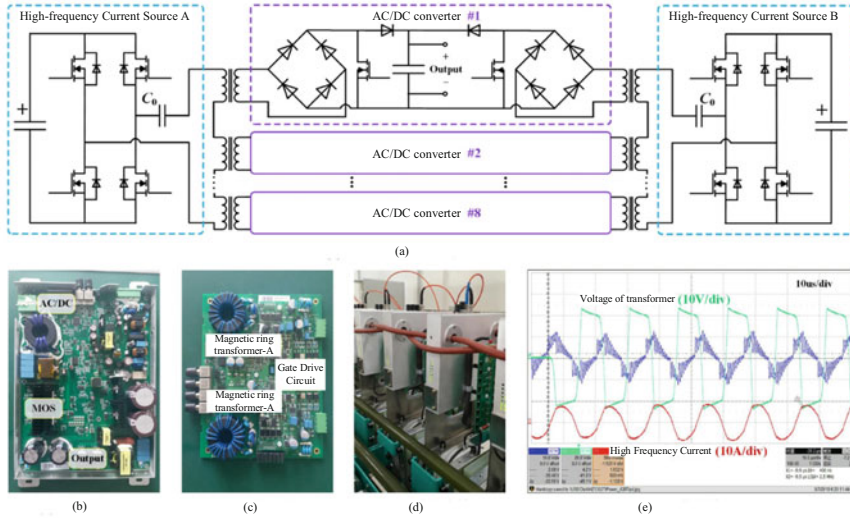 High-frequency Current Source A
AC/DC converter #1
High-frequency Current Source B
+
C0
+
Output
−
C0
+
AC/DC converter #2
AC/DC converter #8
(a)
AC/DC
MOS
Output
(b)
Magnetic ring
transformer-A
Gate Drive
Circuit
Magnetic ring
transformer-A
(c)
(d)
10us/div
Voltage of transformer (10V/div)
High Frequency Current (10A/div)
(e)